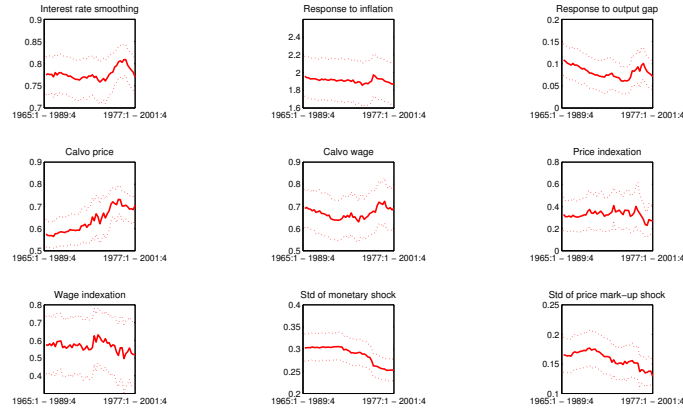 Interest rate smoothing
0.9
0.85
0.8
0.75
0.7
1965:1 − 1989:4 1977:1 − 2001:4
Response to inflation
2.4
2.2
2
1.8
1.6
1965:1 − 1989:4 1977:1 − 2001:4
Response to output gap
0.2
0.15
0.1
0.05
0
1965:1 − 1989:4 1977:1 − 2001:4
Calvo price
0.9
0.8
0.7
0.6
0.5
1965:1 − 1989:4 1977:1 − 2001:4
Calvo wage
0.9
0.8
0.7
0.6
0.5
1965:1 − 1989:4 1977:1 − 2001:4
Price indexation
0.8
0.6
0.4
0.2
0
1965:1 − 1989:4 1977:1 − 2001:4
Wage indexation
0.8
0.7
0.6
0.5
0.4
1965:1 − 1989:4 1977:1 − 2001:4
Std of monetary shock
0.4
0.35
0.3
0.25
0.2
1965:1 − 1989:4 1977:1 − 2001:4
Std of price mark−up shock
0.25
0.2
0.15
0.1
1965:1 − 1989:4 1977:1 − 2001:4